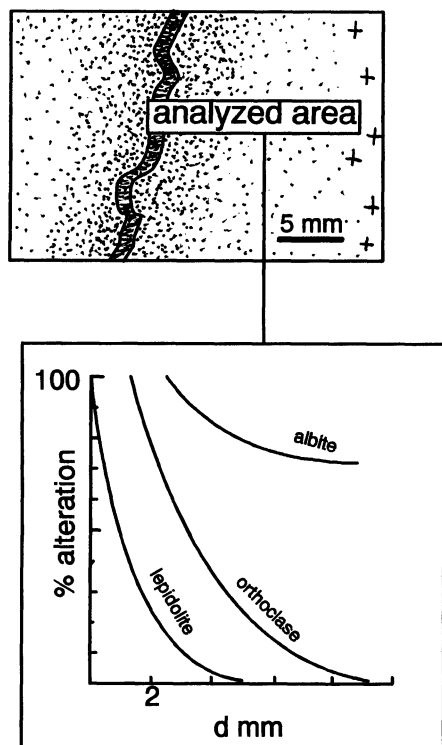 analyzed area
5 mm
100
albite
% alteration
lepidolite
orthoclase
2
d mm